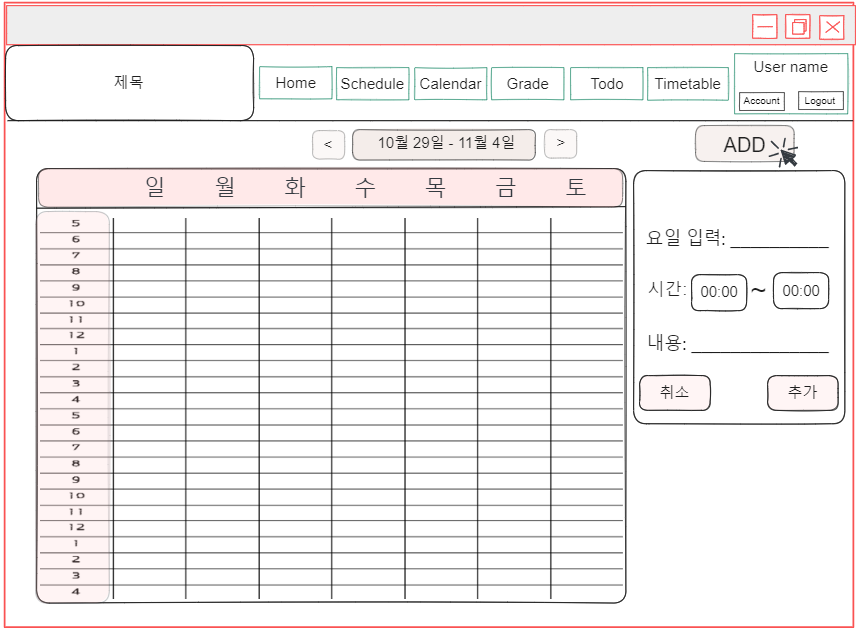 제목
Home
Schedule
Calendar
Grade
Todo
Timetable
User name
Account
Logout
<
10월 29일 - 11월 4일
>
ADD
일 월 화 수 목 금 토
5
6
7
8
9
10
11
12
1
2
3
4
5
6
7
8
9
10
11
12
1
2
3
4
요일 입력: __________
시간: 00:00 ~ 00:00
내용: ______________
취소
추가